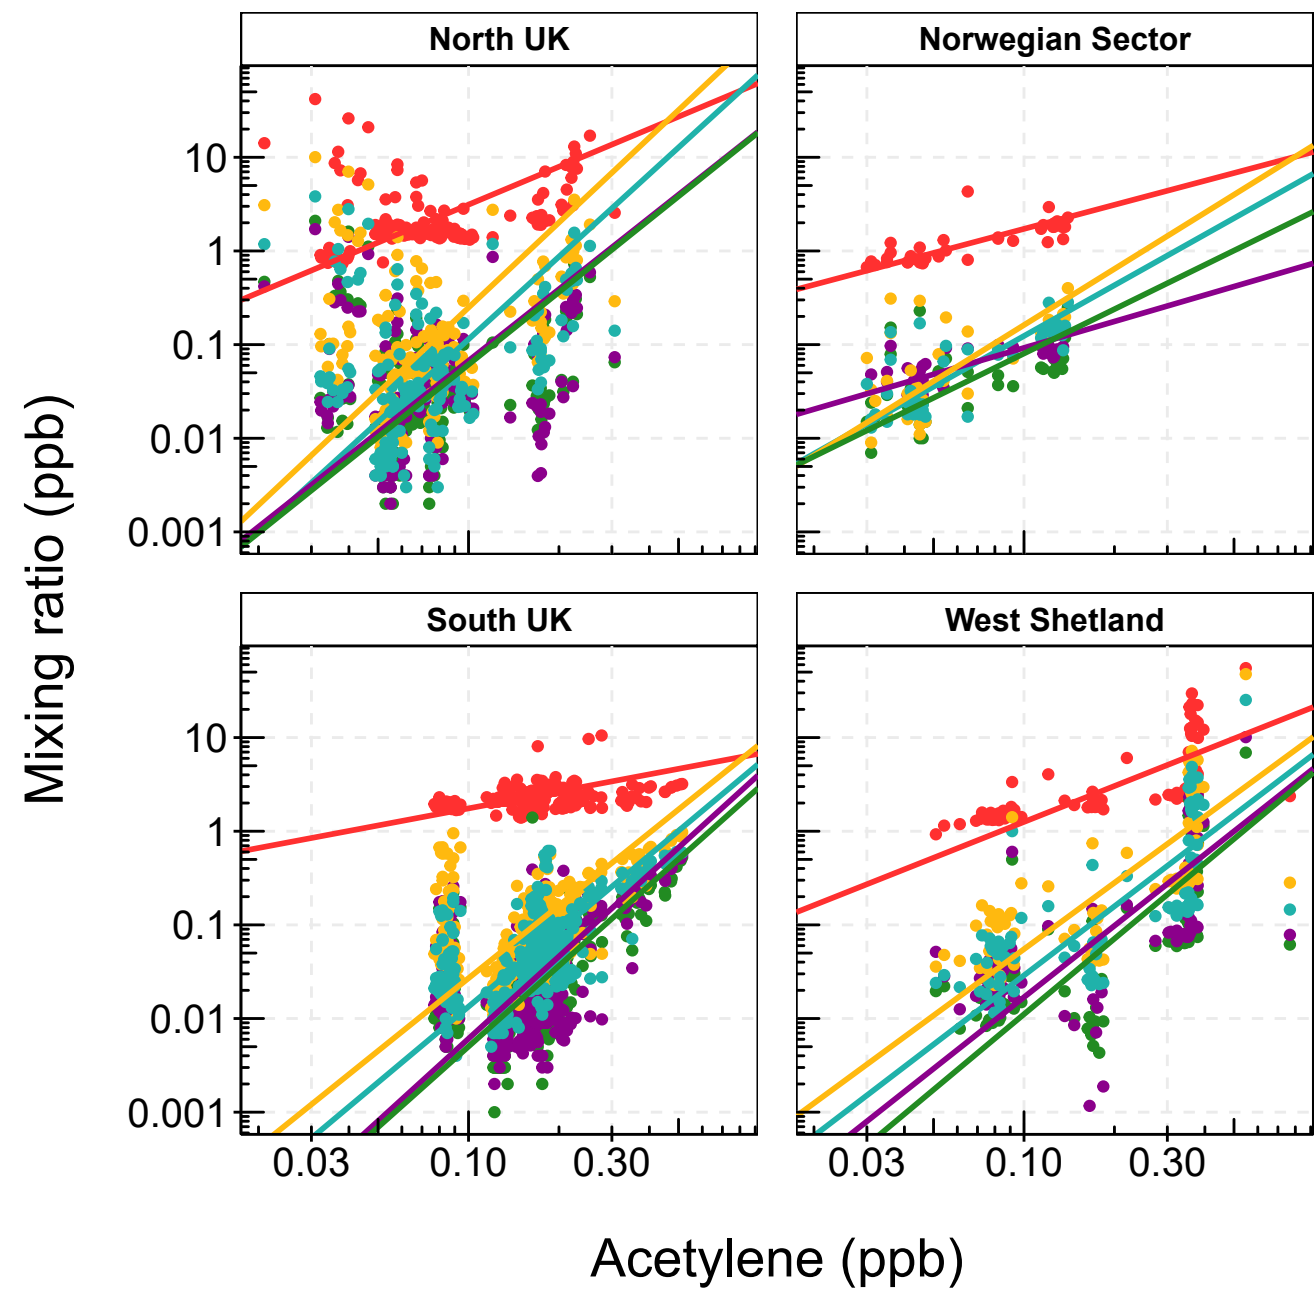 North UK
Norwegian Sector
10
1
0.1
0.01
0.001
South UK
West Shetland
10
1
0.1
0.01
0.001
0.03 0.10 0.30
0.03 0.10 0.30
Mixing ratio (ppb)
Acetylene (ppb)